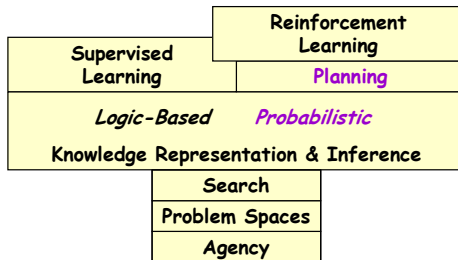 Reinforcement
Learning
Supervised
Learning
Planning
Logic-Based Probabilistic
Knowledge Representation & Inference
Search
Problem Spaces
Agency